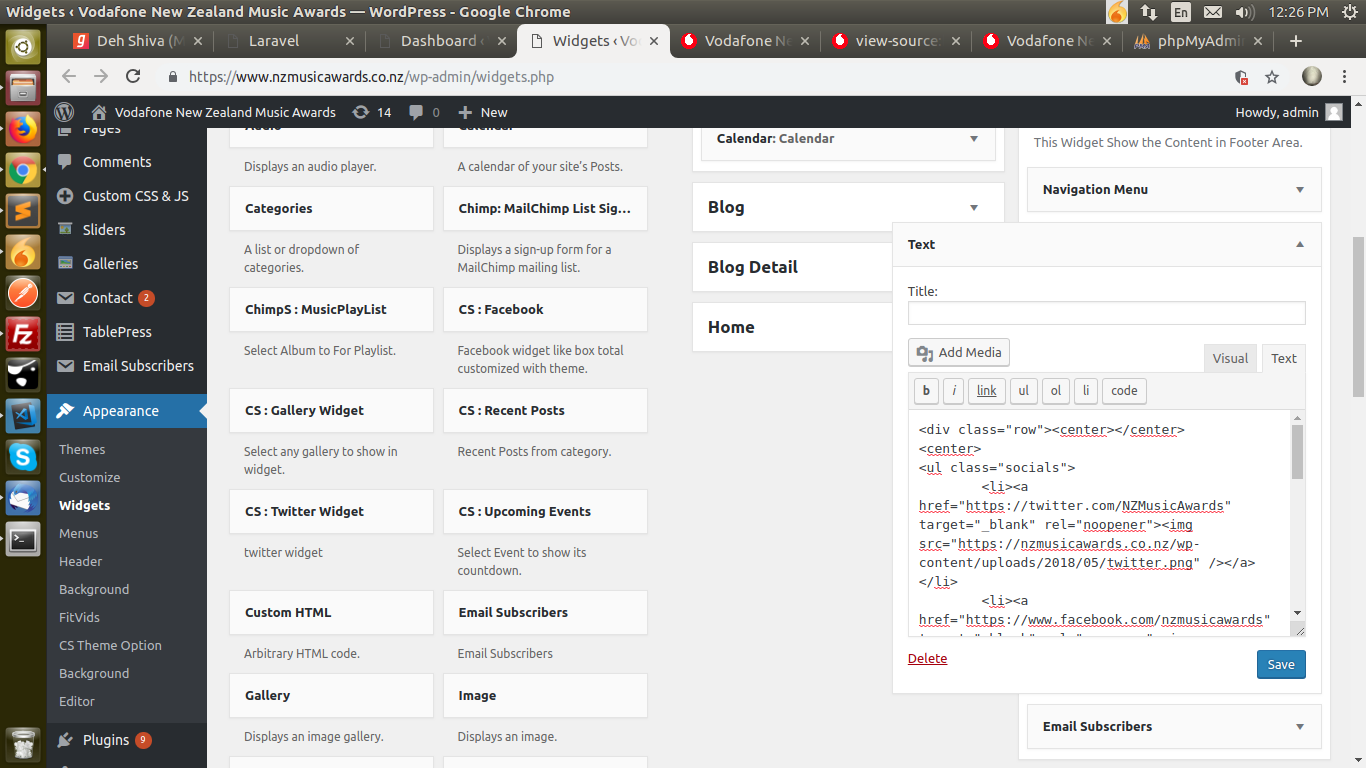 Widgets ‹ Vodafone New Zealand Music Awards — WordPress - Google Chrome
En
12:26 PM
Deh Shiva (M
Laravel
Dashboard ‹
Widgets ‹ Vo
Vodafone Ne
view-source:
Vodafone Ne
phpMyAdmi
https://www.nzmusicawards.co.nz/wp-admin/widgets.php
Vodafone New Zealand Music Awards
14
0
New
Howdy, admin
Pages
Comments
Custom CSS & JS
Sliders
Galleries
Contact 2
TablePress
Email Subscribers
Appearance
Themes
Customize
Widgets
Menus
Header
Background
FitVids
CS Theme Option
Background
Editor
Plugins 9
Audio
Displays an audio player.
Calendar
A calendar of your site's Posts.
Categories
A list or dropdown of
categories.
Chimp: MailChimp List Sig...
Displays a sign-up form for a
MailChimp mailing list.
ChimpS : MusicPlayList
Select Album to For Playlist.
CS : Facebook
Facebook widget like box total
customized with theme.
CS : Gallery Widget
Select any gallery to show in
widget.
CS : Recent Posts
Recent Posts from category.
CS : Twitter Widget
twitter widget
CS : Upcoming Events
Select Event to show its
countdown.
Custom HTML
Arbitrary HTML code.
Email Subscribers
Email Subscribers
Gallery
Displays an image gallery.
Image
Displays an image.
Calendar: Calendar
Blog
Blog Detail
Home
This Widget Show the Content in Footer Area.
Navigation Menu
Text
Title:
Add Media
Visual
Text
b
i
link
ul
ol
li
code
<div class="row"><center></center>
<center>
<ul class="socials">
<li><a
href="https://twitter.com/NZMusicAwards"
target="_blank" rel="noopener"><img
src="https://nzmusicawards.co.nz/wp-
content/uploads/2018/05/twitter.png" /></a>
</li>
<li><a
href="https://www.facebook.com/nzmusicawards"
Delete
Save
Email Subscribers